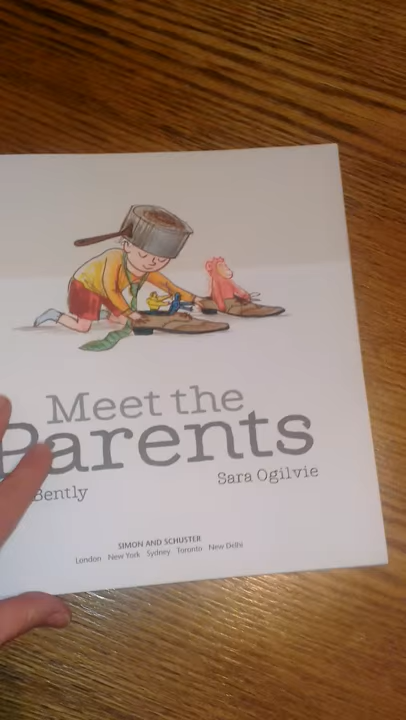 Meet the
Parents
Bently
Sara Ogilvie
SIMON AND SCHUSTER
London New York Sydney Toronto New Delhi